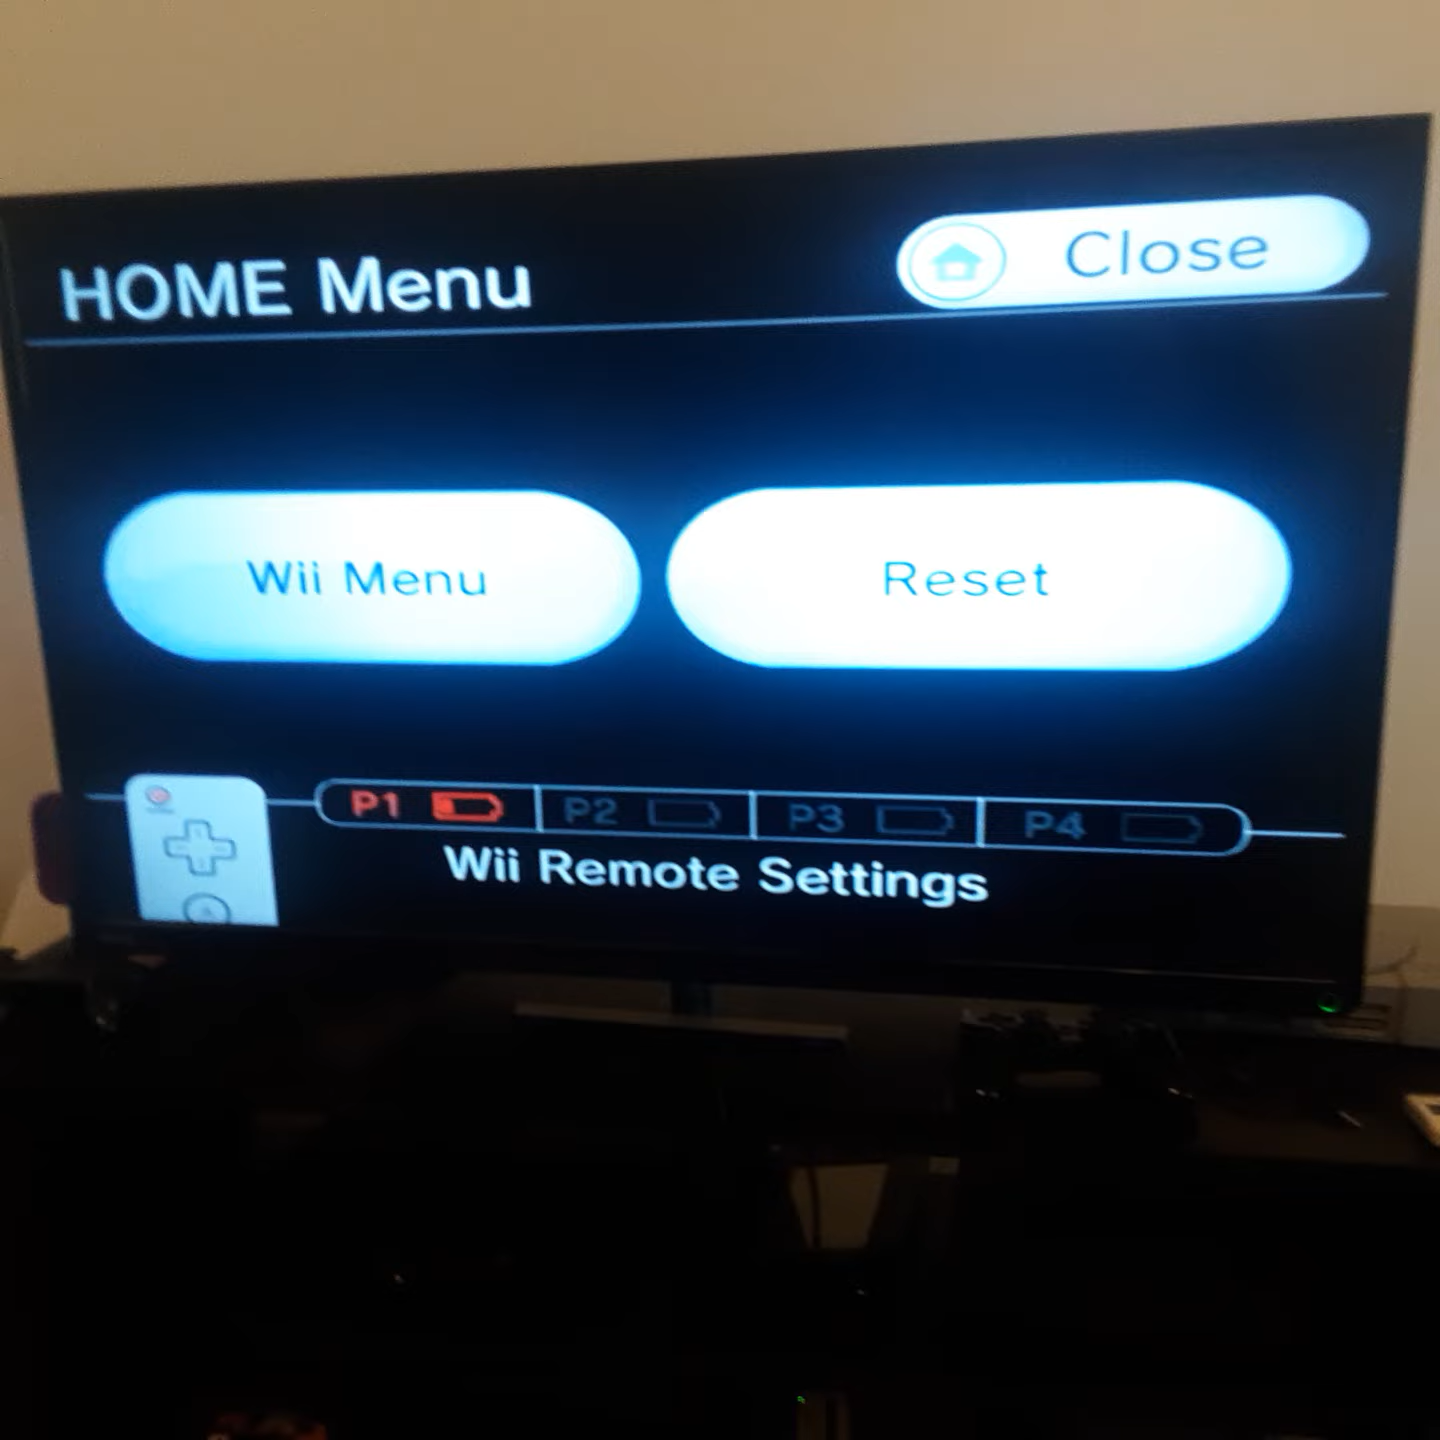 HOME Menu
Close
Wii Menu
Reset
P1 P2 P3 P4
Wii Remote Settings